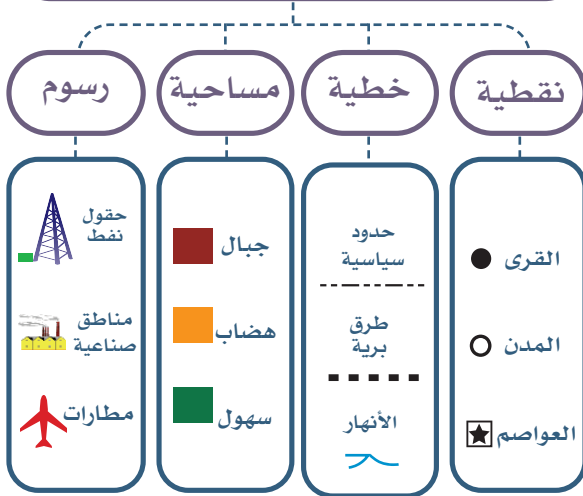 نقطية
خطية
مساحية
رسوم
القرى
المدن
العواصم
حدود
سياسية
طرق
برية
الأنهار
جبال
هضاب
سهول
حقول
نفط
مناطق
صناعية
مطارات